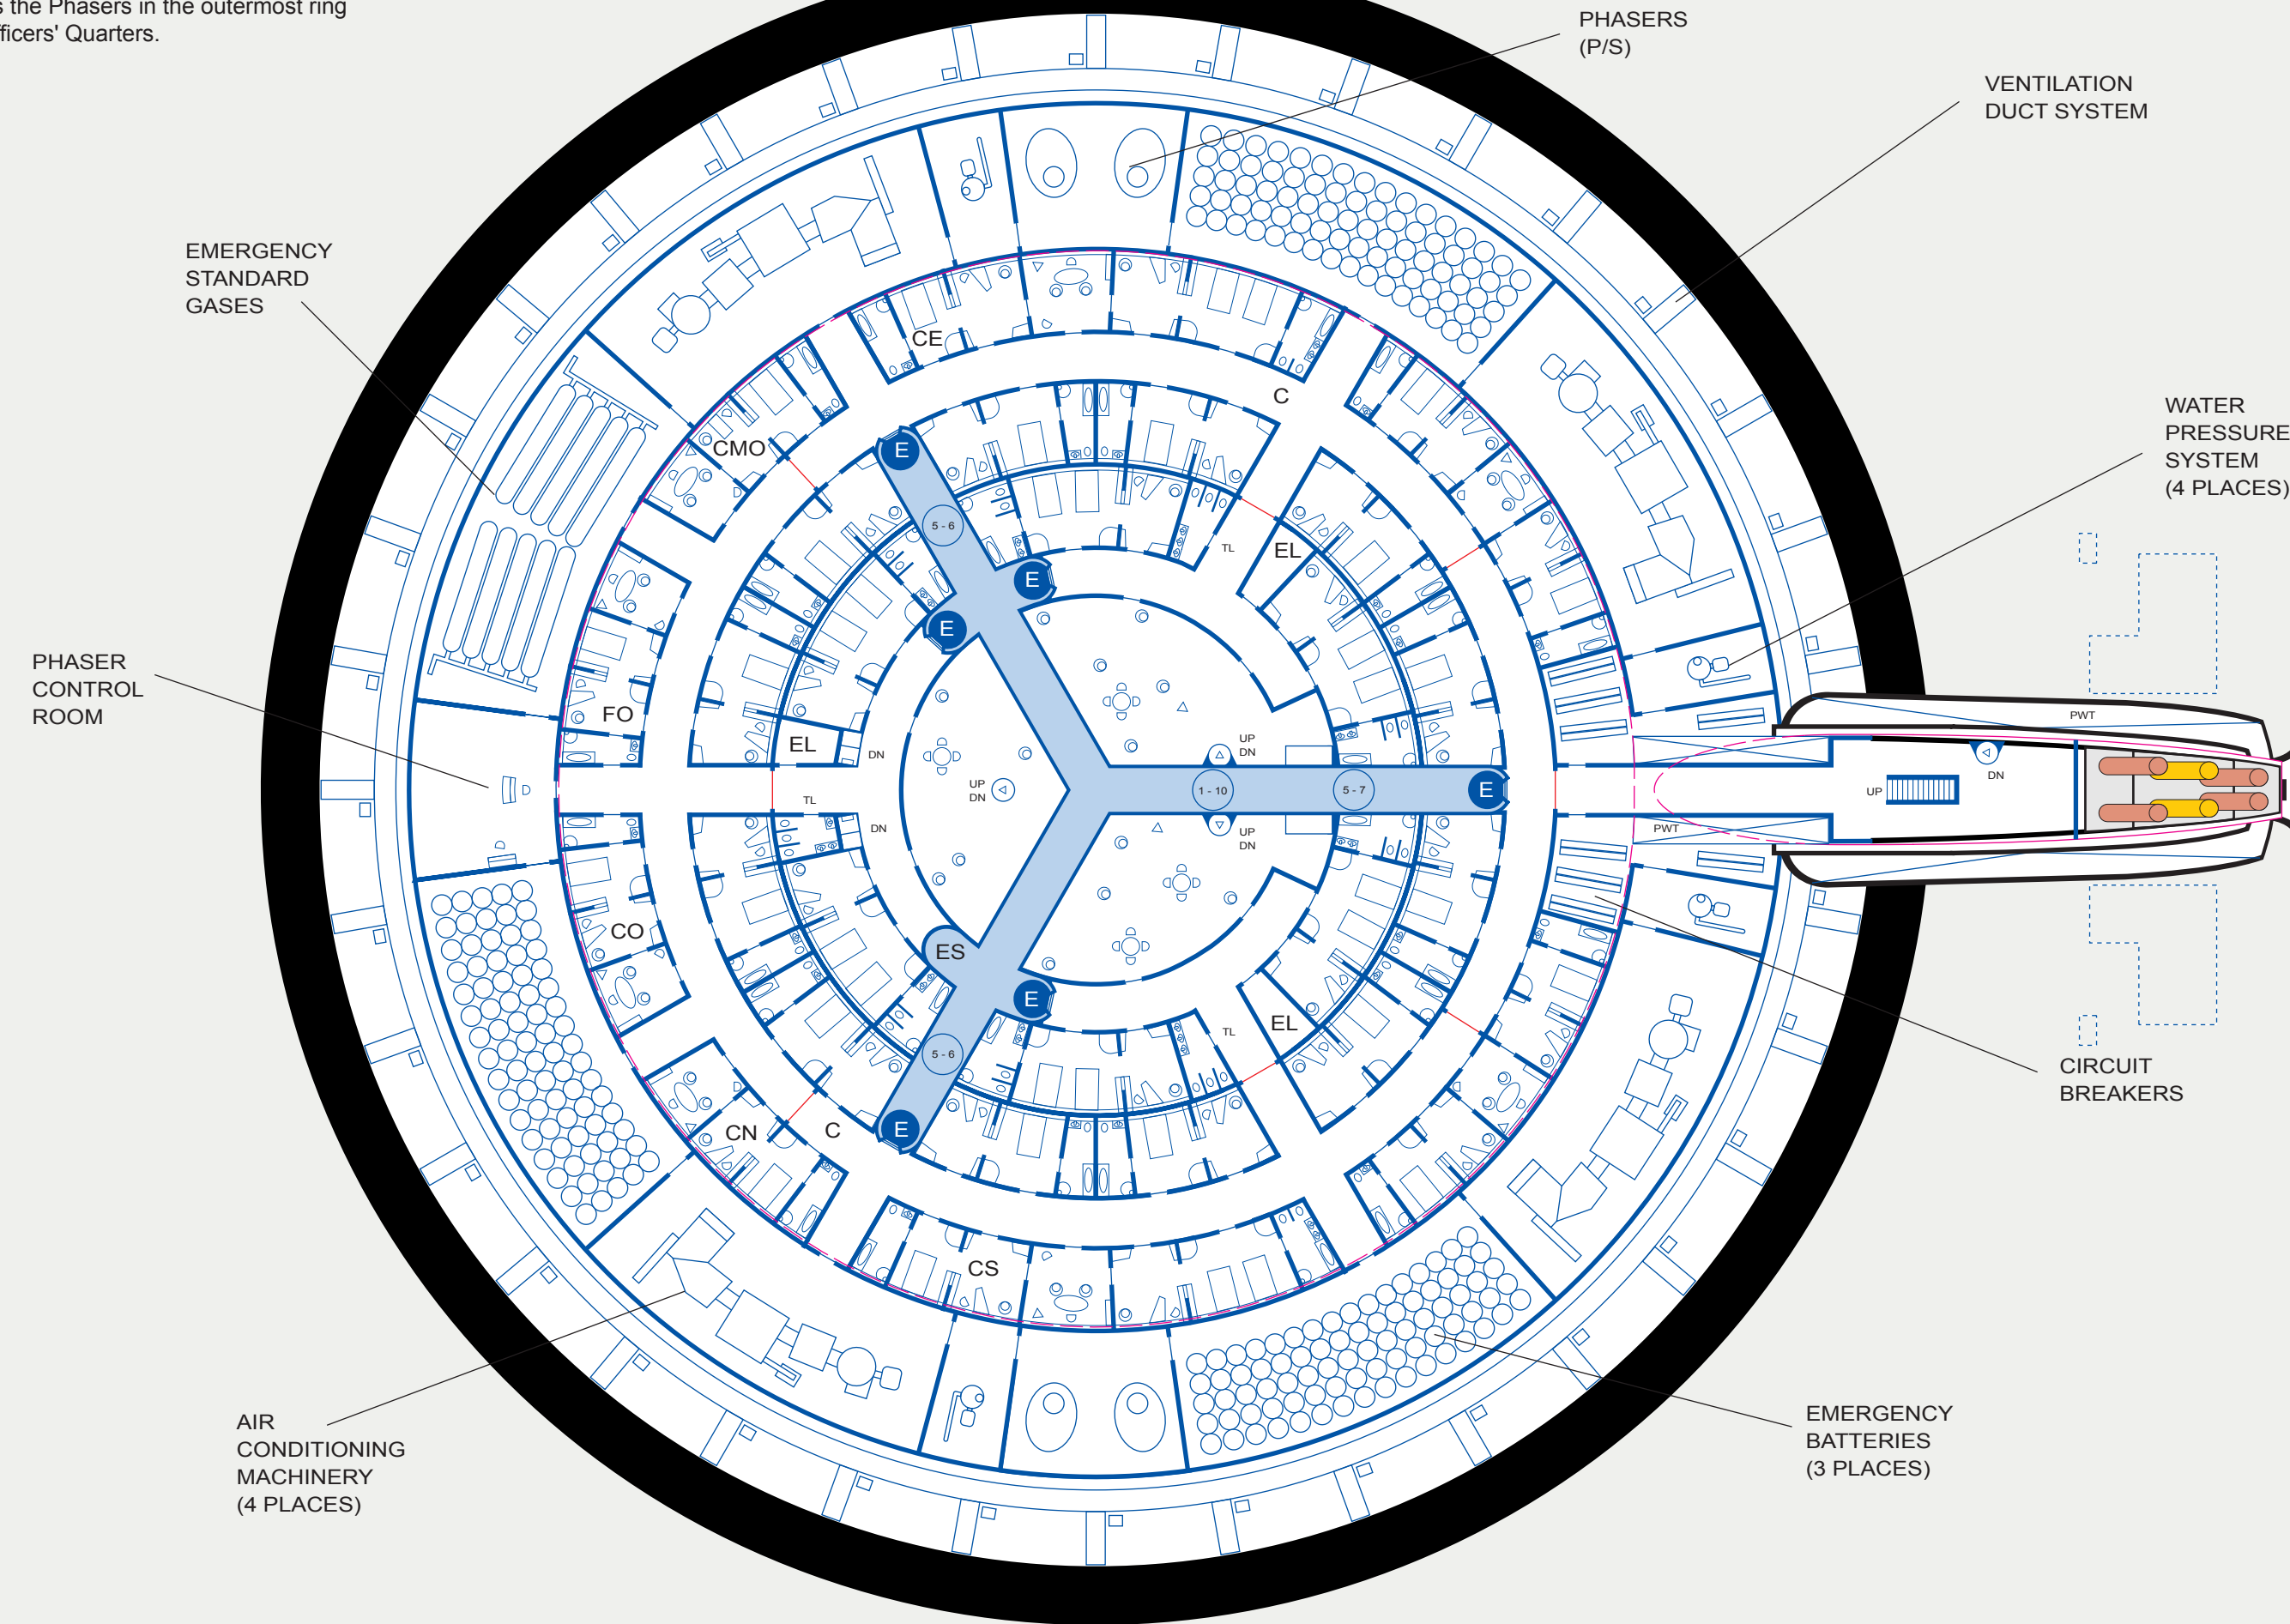 s the Phasers in the outermost ring
fficers' Quarters.
PHASERS
(P/S)
VENTILATION
DUCT SYSTEM
EMERGENCY
STANDARD
GASES
WATER
PRESSURE
SYSTEM
(4 PLACES)
PHASER
CONTROL
ROOM
CIRCUIT
BREAKERS
AIR
CONDITIONING
MACHINERY
(4 PLACES)
EMERGENCY
BATTERIES
(3 PLACES)
CE
C
CMO
E
5 - 6
TL
EL
E
E
FO
EL
DN
TL
DN
UP
DN
UP
DN
1 - 10
5 - 7
E
UP
DN
PWT
DN
UP
PWT
CO
ES
E
TL
EL
5 - 6
E
CN
C
CS